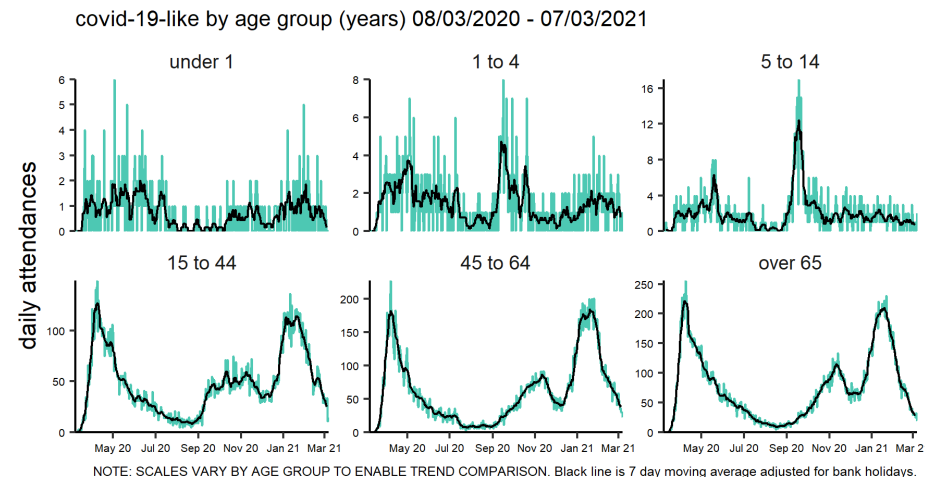 covid-19-like by age group (years) 08/03/2020 - 07/03/2021
under 1
1 to 4
5 to 14
6
5
4
3
2
1
0
8
6
4
2
0
16
12
8
4
0
daily attendances
15 to 44
45 to 64
over 65
100
50
0
200
150
100
50
0
250
200
150
100
50
0
May 20 Jul 20 Sep 20 Nov 20 Jan 21 Mar 21
May 20 Jul 20 Sep 20 Nov 20 Jan 21 Mar 21
May 20 Jul 20 Sep 20 Nov 20 Jan 21 Mar 2
NOTE: SCALES VARY BY AGE GROUP TO ENABLE TREND COMPARISON. Black line is 7 day moving average adjusted for bank holidays.